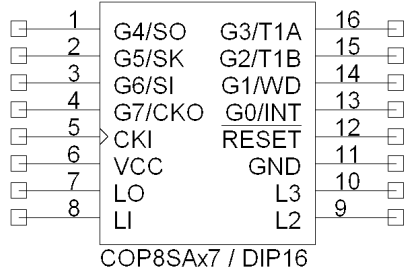 1 G4/SO G3/T1A 16
2 G5/SK G2/T1B 15
3 G6/SI G1/WD 14
4 G7/CKO G0/INT 13
5 CKI RESET 12
6 VCC GND 11
7 LO L3 10
8 LI L2 9
COP8SAx7 / DIP16